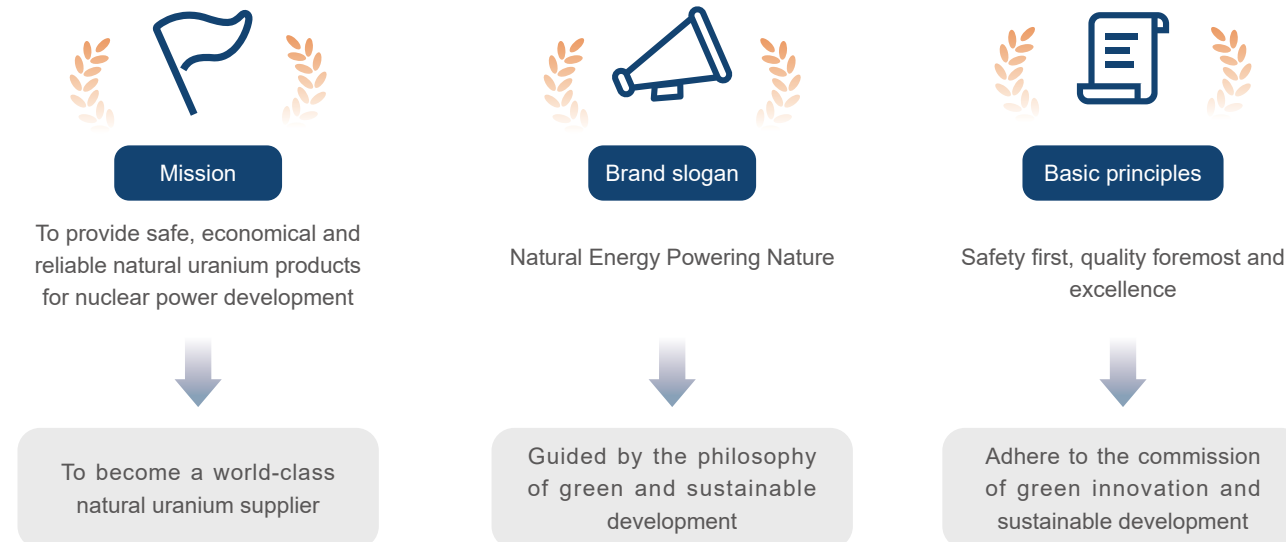 Mission
To provide safe, economical and
reliable natural uranium products
for nuclear power development
To become a world-class
natural uranium supplier
Brand slogan
Natural Energy Powering Nature
Guided by the philosophy
of green and sustainable
development
Basic principles
Safety first, quality foremost and
excellence
Adhere to the commission
of green innovation and
sustainable development